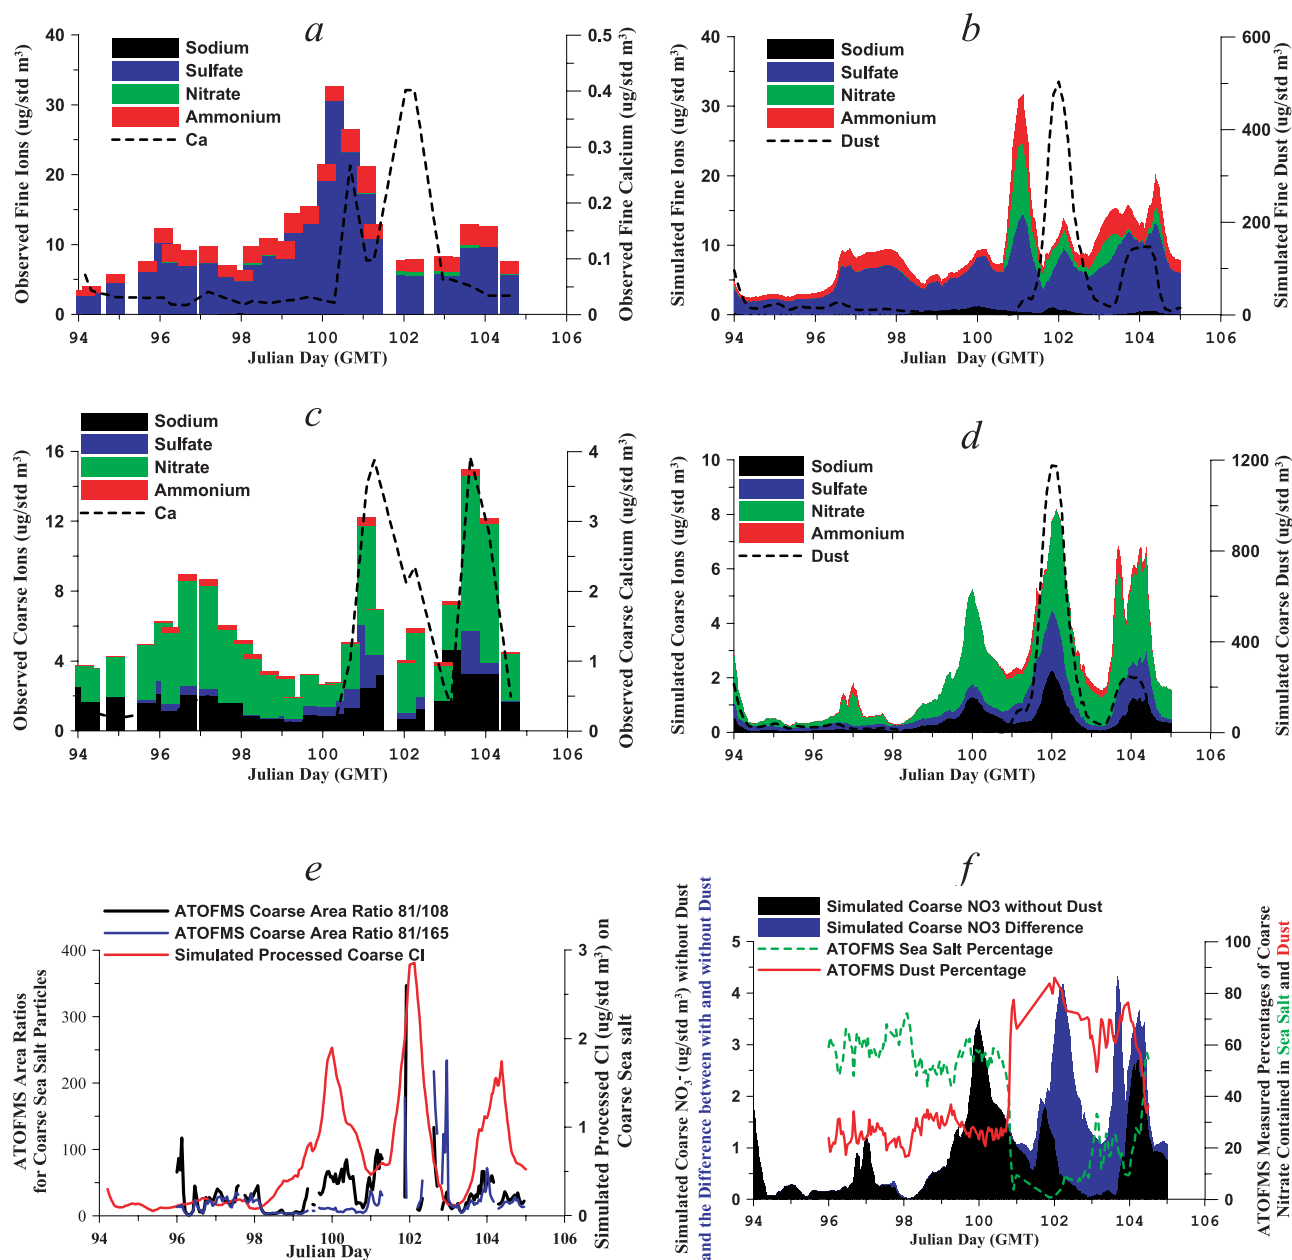 a
Sodium
Sulfate
Nitrate
Ammonium
Ca
Observed Fine Ions (ug/std m³)
40
30
20
10
0
0.5
0.4
0.3
0.2
0.1
0
Observed Fine Calcium (ug/std m³)
94 96 98 100 102 104 106
Julian Day (GMT)
b
Sodium
Sulfate
Nitrate
Ammonium
Dust
Simulated Fine Ions (ug/std m³)
40
30
20
10
0
600
400
200
0
Simulated Fine Dust (ug/std m³)
94 96 98 100 102 104 106
Julian Day (GMT)
c
Sodium
Sulfate
Nitrate
Ammonium
Ca
Observed Coarse Ions (ug/std m³)
16
12
8
4
0
4
3
2
1
0
Observed Coarse Calcium (ug/std m³)
94 96 98 100 102 104 106
Julian Day (GMT)
d
Sodium
Sulfate
Nitrate
Ammonium
Dust
Simulated Coarse Ions (ug/std m³)
10
8
6
4
2
0
1200
800
400
0
Simulated Coarse Dust (ug/std m³)
94 96 98 100 102 104 106
Julian Day (GMT)
e
ATOFMS Coarse Area Ratio 81/108
ATOFMS Coarse Area Ratio 81/165
Simulated Processed Coarse Cl
ATOFMS Area Ratios
for Coarse Sea Salt Particles
400
300
200
100
0
3
2
1
0
Simulated Processed Cl (ug/std m³) on
Coarse Sea salt
94 96 98 100 102 104 106
Julian Day
f
Simulated Coarse NO3 without Dust
Simulated Coarse NO3 Difference
ATOFMS Sea Salt Percentage
ATOFMS Dust Percentage
Simulated Coarse NO₃- (ug/std m³) without Dust
and the Difference between with and without Dust
5
4
3
2
1
0
100
80
60
40
20
0
ATOFMS Measured Percentages of Coarse
Nitrate Contained in Sea Salt and Dust
94 96 98 100 102 104 106
Julian Day (GMT)